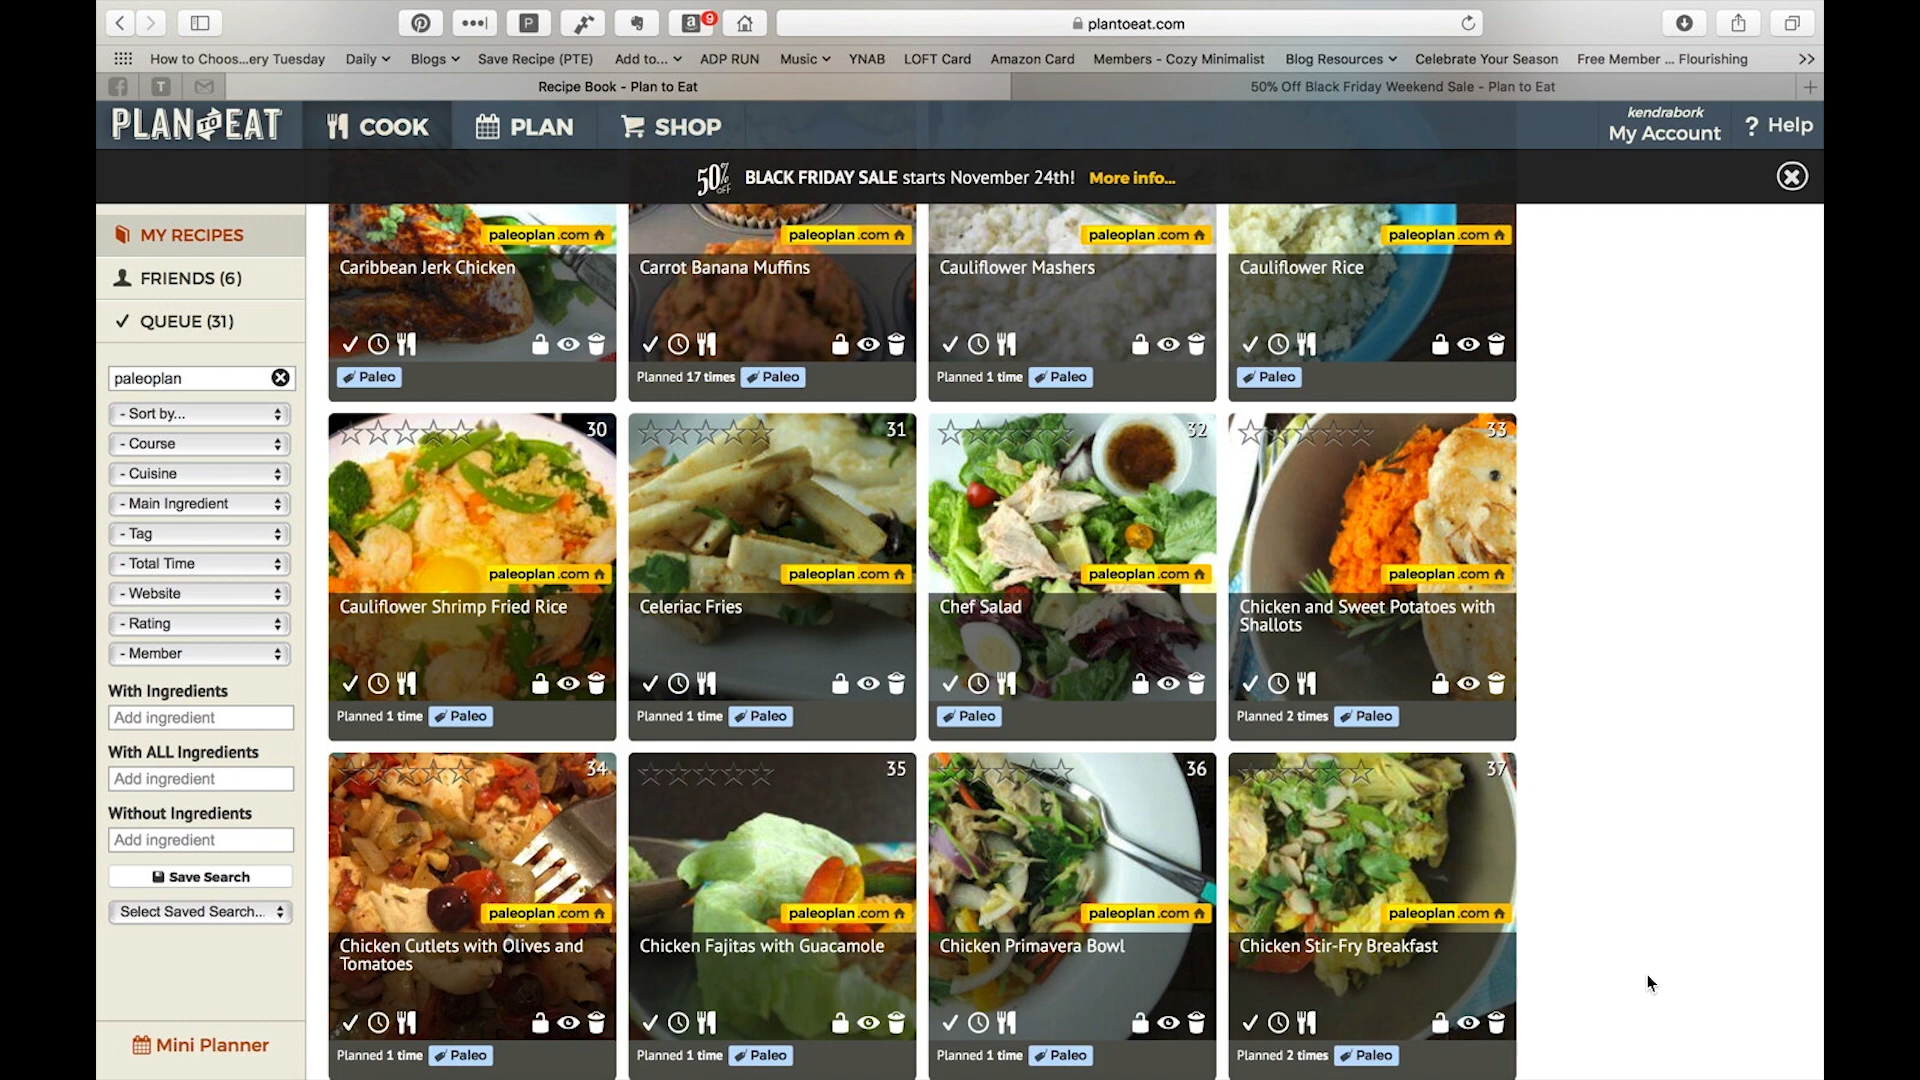 9
plantoeat.com
How to Choos...ery Tuesday Daily Blogs Save Recipe (PTE) Add to... ADP RUN Music YNAB LOFT Card Amazon Card Members - Cozy Minimalist Blog Resources Celebrate Your Season Free Member ... Flourishing
Recipe Book - Plan to Eat 50% Off Black Friday Weekend Sale - Plan to Eat
PLAN TO EAT COOK PLAN SHOP kendrabork
My Account ? Help
50% OFF BLACK FRIDAY SALE starts November 24th! More info...
MY RECIPES
FRIENDS (6)
QUEUE (31)
paleoplan
- Sort by...
- Course
- Cuisine
- Main Ingredient
- Tag
- Total Time
- Website
- Rating
- Member
With Ingredients
Add ingredient
With ALL Ingredients
Add ingredient
Without Ingredients
Add ingredient
Save Search
Select Saved Search...
Mini Planner
paleoplan.com paleoplan.com paleoplan.com paleoplan.com
Caribbean Jerk Chicken Carrot Banana Muffins Cauliflower Mashers Cauliflower Rice
Paleo Planned 17 times Paleo Planned 1 time Paleo Paleo
30 31 32 33
paleoplan.com paleoplan.com paleoplan.com paleoplan.com
Cauliflower Shrimp Fried Rice Celeriac Fries Chef Salad Chicken and Sweet Potatoes with
Shallots
Planned 1 time Paleo Planned 1 time Paleo Paleo Planned 2 times Paleo
34 35 36 37
paleoplan.com paleoplan.com paleoplan.com paleoplan.com
Chicken Cutlets with Olives and Chicken Fajitas with Guacamole Chicken Primavera Bowl Chicken Stir-Fry Breakfast
Tomatoes
Planned 1 time Paleo Planned 1 time Paleo Planned 1 time Paleo Planned 2 times Paleo